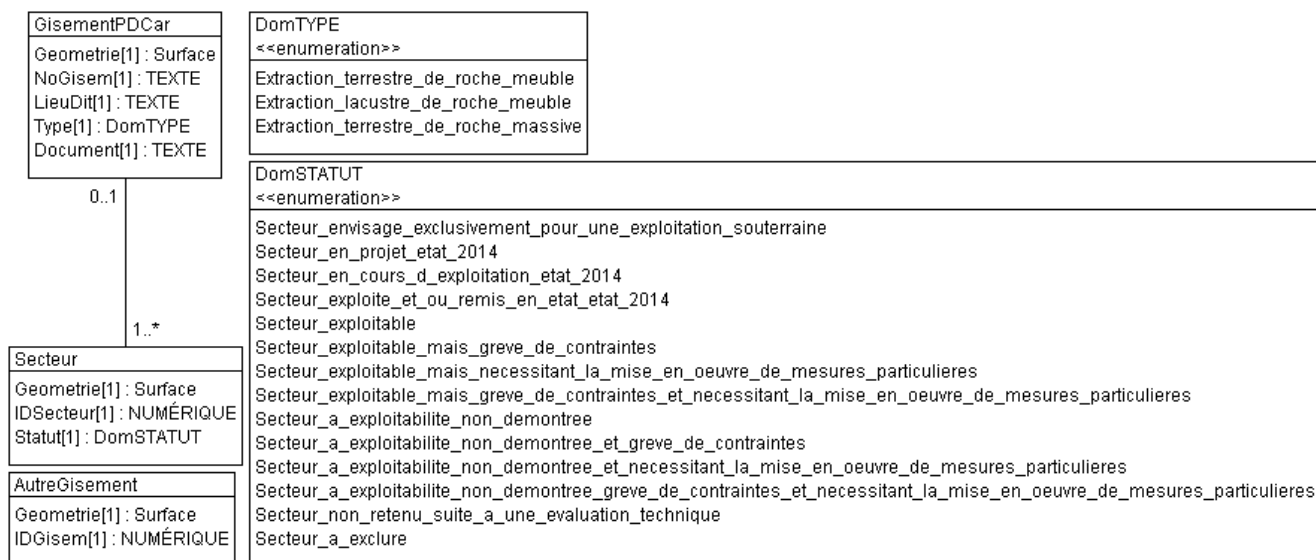 GisementPDCar
Geometrie[1] : Surface
NoGisem[1] : TEXTE
LieuDit[1] : TEXTE
Type[1] : DomTYPE
Document[1] : TEXTE
0..1
1..*
Secteur
Geometrie[1] : Surface
IDSecteur[1] : NUMÉRIQUE
Statut[1] : DomSTATUT
AutreGisement
Geometrie[1] : Surface
IDGisem[1] : NUMÉRIQUE
DomTYPE
<<enumeration>>
Extraction_terrestre_de_roche_meuble
Extraction_lacustre_de_roche_meuble
Extraction_terrestre_de_roche_massive
DomSTATUT
<<enumeration>>
Secteur_envisage_exclusivement_pour_une_exploitation_souterraine
Secteur_en_projet_etat_2014
Secteur_en_cours_d_exploitation_etat_2014
Secteur_exploite_et_ou_remis_en_etat_etat_2014
Secteur_exploitable
Secteur_exploitable_mais_greve_de_contraintes
Secteur_exploitable_mais_necessitant_la_mise_en_oeuvre_de_mesures_particulieres
Secteur_exploitable_mais_greve_de_contraintes_et_necessitant_la_mise_en_oeuvre_de_mesures_particulieres
Secteur_a_exploitabilite_non_demontree
Secteur_a_exploitabilite_non_demontree_et_greve_de_contraintes
Secteur_a_exploitabilite_non_demontree_et_necessitant_la_mise_en_oeuvre_de_mesures_particulieres
Secteur_a_exploitabilite_non_demontree_greve_de_contraintes_et_necessitant_la_mise_en_oeuvre_de_mesures_particulieres
Secteur_non_retenu_suite_a_une_evaluation_technique
Secteur_a_exclure